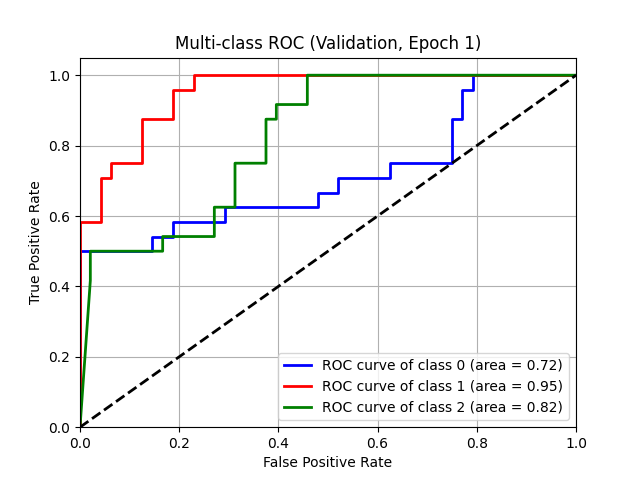 Multi-class ROC (Validation, Epoch 1)
True Positive Rate
1.0
0.8
0.6
0.4
0.2
0.0
ROC curve of class 0 (area = 0.72)
ROC curve of class 1 (area = 0.95)
ROC curve of class 2 (area = 0.82)
0.0 0.2 0.4 0.6 0.8 1.0
False Positive Rate